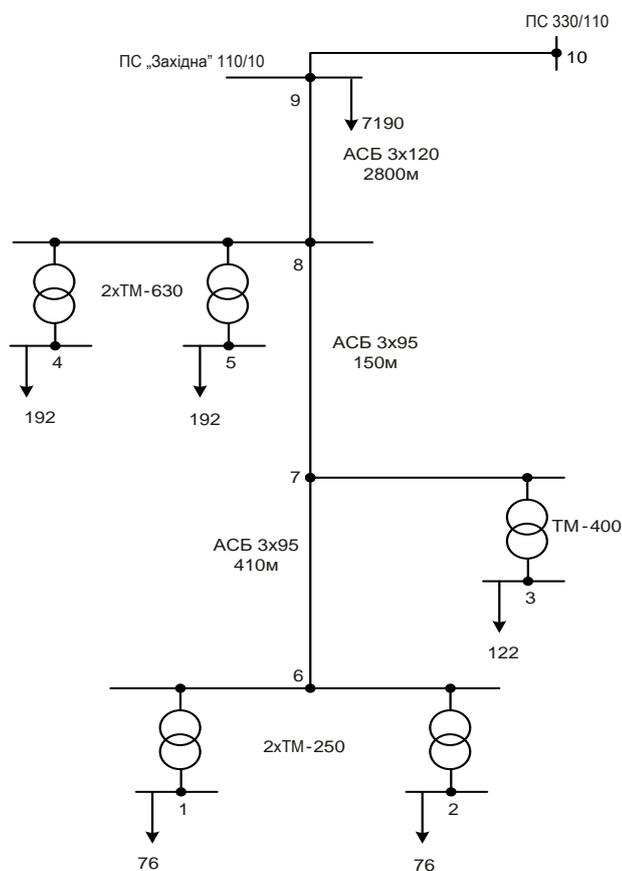 ПС 330/110
10
ПС „Західна” 110/10
9
7190
АСБ 3х120
2800м
8
2хТМ-630
4
5
АСБ 3х95
150м
192
192
7
ТМ-400
АСБ 3х95
410м
3
122
6
2хТМ-250
1
2
76
76